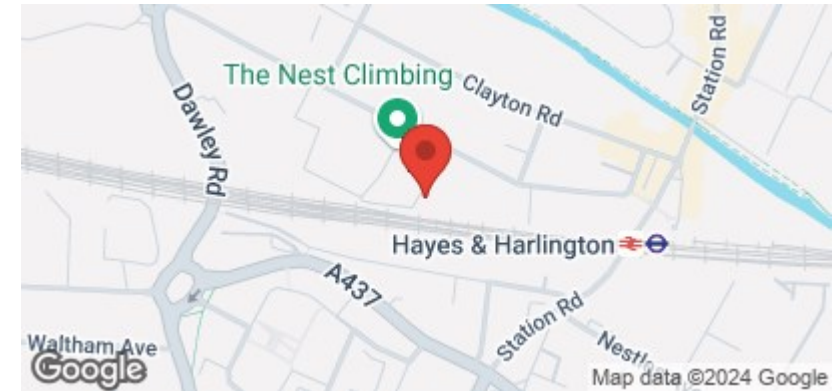 Station Rd
The Nest Climbing
Clayton Rd
Dawley Rd
Hayes & Harlington
A437
Station Rd
Waltham Ave
Google
Map data ©2024 Google